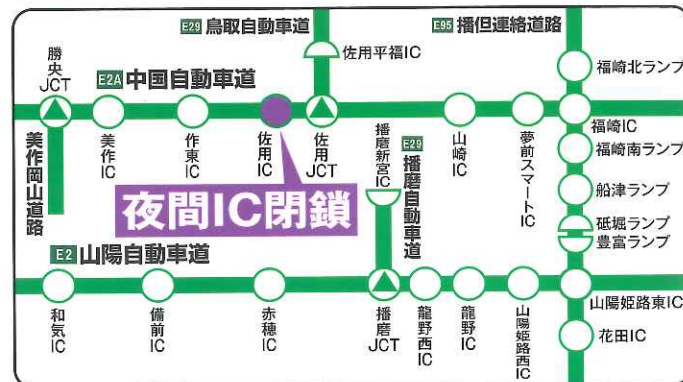 E29 鳥取自動車道
E95 播但連絡道路
勝央JCT
E2A 中国自動車道
佐用平福IC
福崎北ランプ
美作岡山道路
美作IC
作東IC
佐用IC
佐用JCT
播磨新宮IC
E29 播磨自動車道
山崎IC
夢前スマートIC
福崎IC
福崎南ランプ
船津ランプ
砥堀ランプ
豊富ランプ
夜間IC閉鎖
E2 山陽自動車道
和気IC
備前IC
赤穂IC
播磨JCT
龍野西IC
龍野IC
山陽姫路西IC
山陽姫路東IC
花田IC